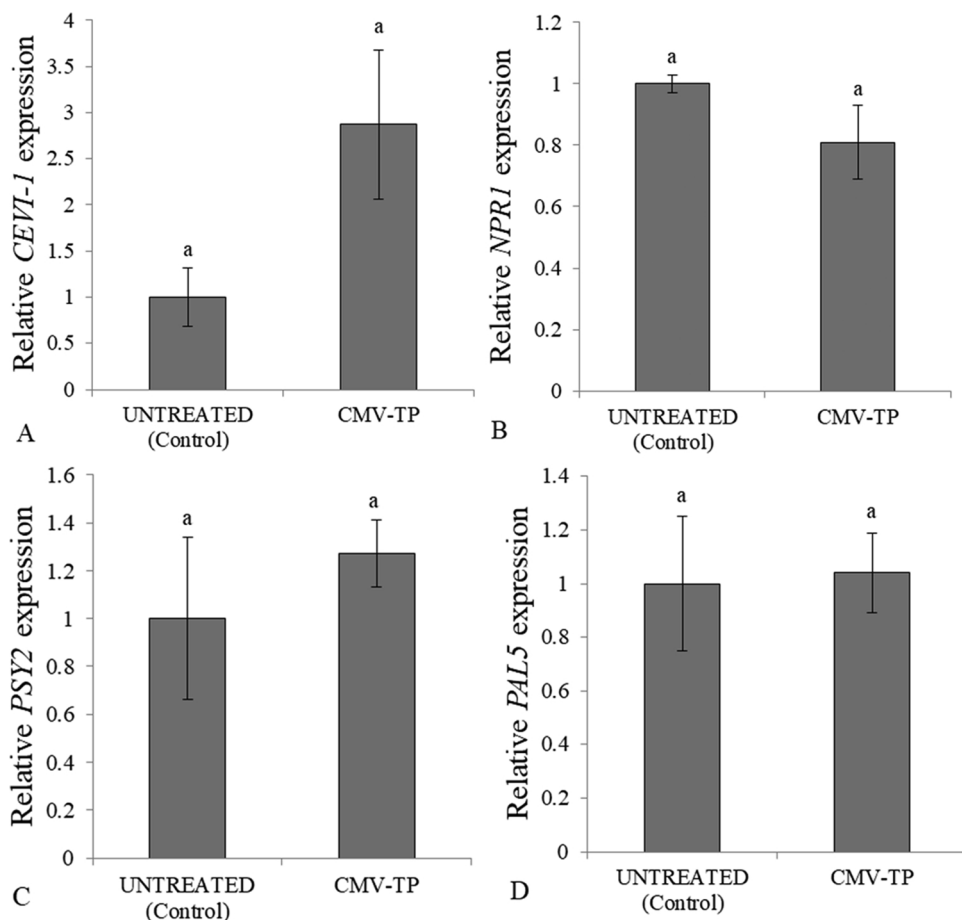 Relative CEVI-1 expression
4
3.5
3
2.5
2
1.5
1
0.5
0
a
a
UNTREATED
(Control)
CMV-TP
A
Relative NPR1 expression
1.2
1
0.8
0.6
0.4
0.2
0
a
a
UNTREATED
(Control)
CMV-TP
B
Relative PSY2 expression
1.6
1.4
1.2
1
0.8
0.6
0.4
0.2
0
a
a
UNTREATED
(Control)
CMV-TP
C
Relative PAL5 expression
1.4
1.2
1
0.8
0.6
0.4
0.2
0
a
a
UNTREATED
(Control)
CMV-TP
D